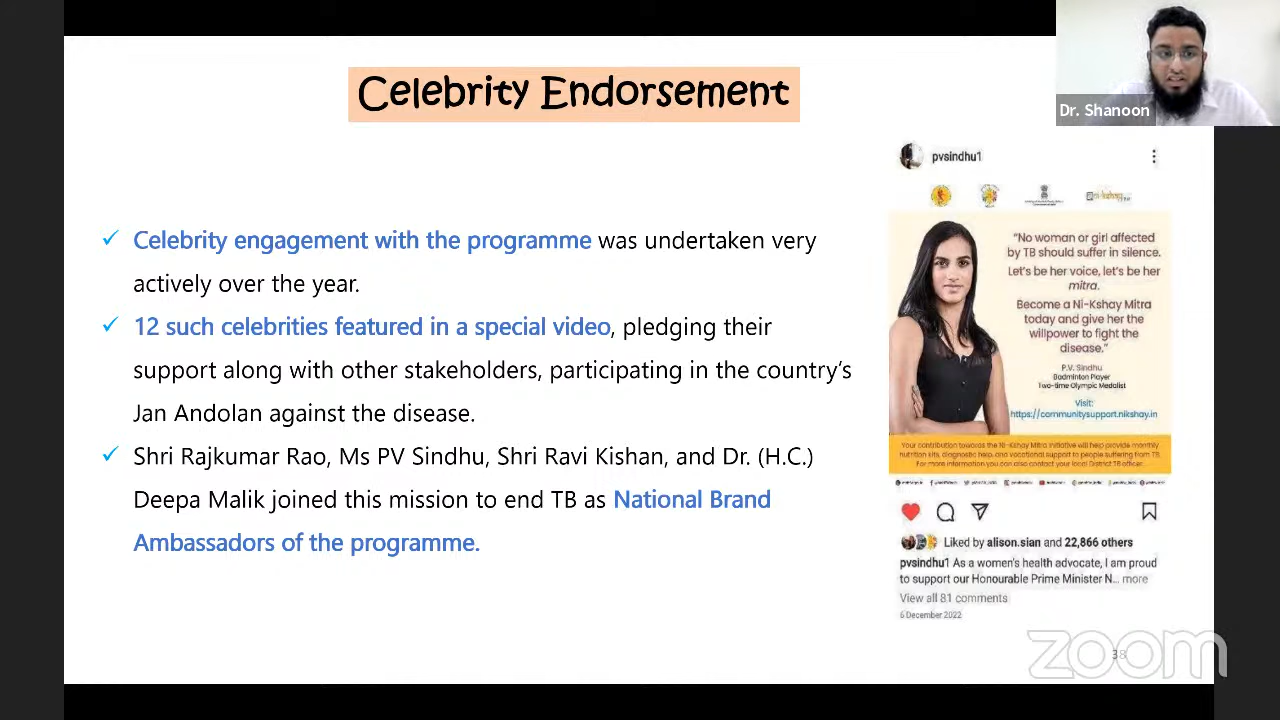 Celebrity Endorsement
Dr. Shanoon
✓ Celebrity engagement with the programme was undertaken very
actively over the year.
✓ 12 such celebrities featured in a special video, pledging their
support along with other stakeholders, participating in the country's
Jan Andolan against the disease.
✓ Shri Rajkumar Rao, Ms PV Sindhu, Shri Ravi Kishan, and Dr. (H.C.)
Deepa Malik joined this mission to end TB as National Brand
Ambassadors of the programme.
pvsindhu1
“No woman or girl affected
by TB should suffer in silence.
Let's be her voice, let's be her
mitra.
Become a Ni-Kshay Mitra
today and give her the
willpower to fight the
disease.”
P.V. Sindhu
Badminton Player
Two-time Olympic Medalist
Visit:
https://communitysupport.nikshay.in
Your contribution towards the Ni-Kshay Mitra initiative will help provide monthly
nutrition kits, diagnostic help, and vocational support to people suffering from TB.
For more information you can also contact your local District TB officer.
Liked by alison.sian and 22,866 others
pvsindhu1 As a women's health advocate, I am proud
to support our Honourable Prime Minister N... more
View all 81 comments
6 December 2022
zoom
38